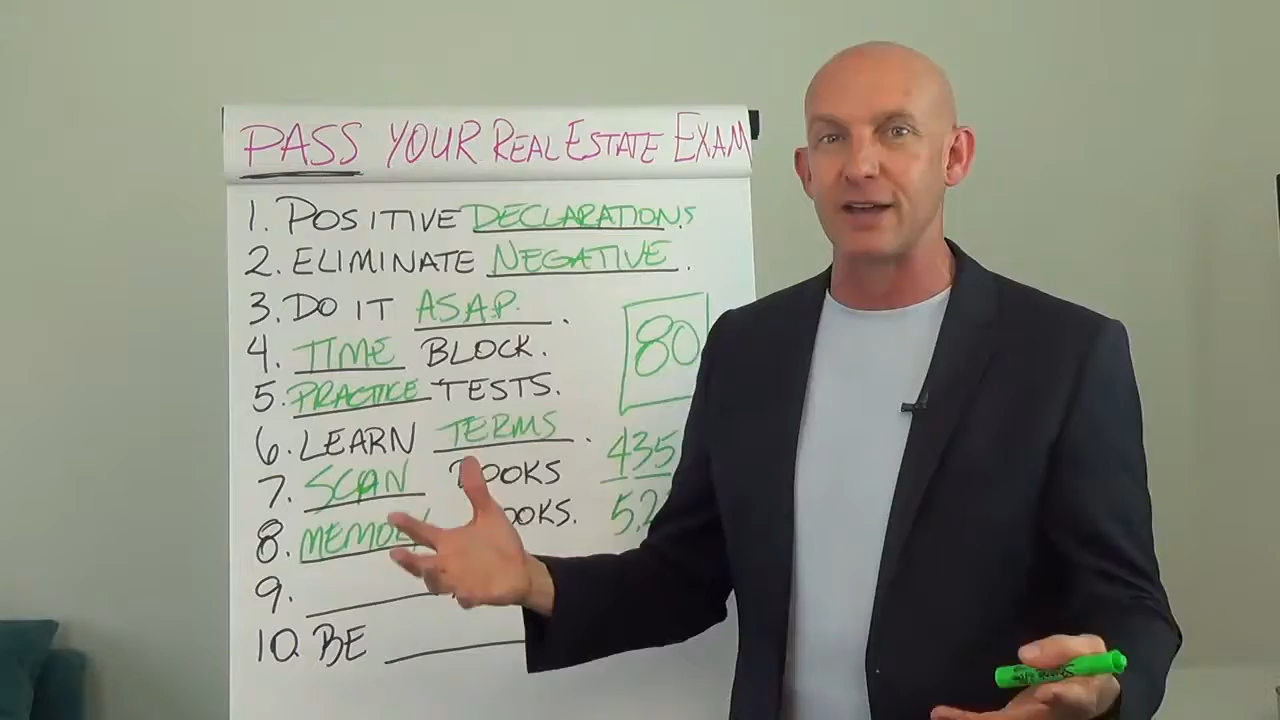 PASS YOUR REAL ESTATE EXAM
1. POSITIVE DECLARATIONS.
2. ELIMINATE NEGATIVE.
3. DO IT A.S.A.P.
4. TIME BLOCK.
5. PRACTICE TESTS.
6. LEARN TERMS.
7. SCAN
8.
9.
10. BE
80
435